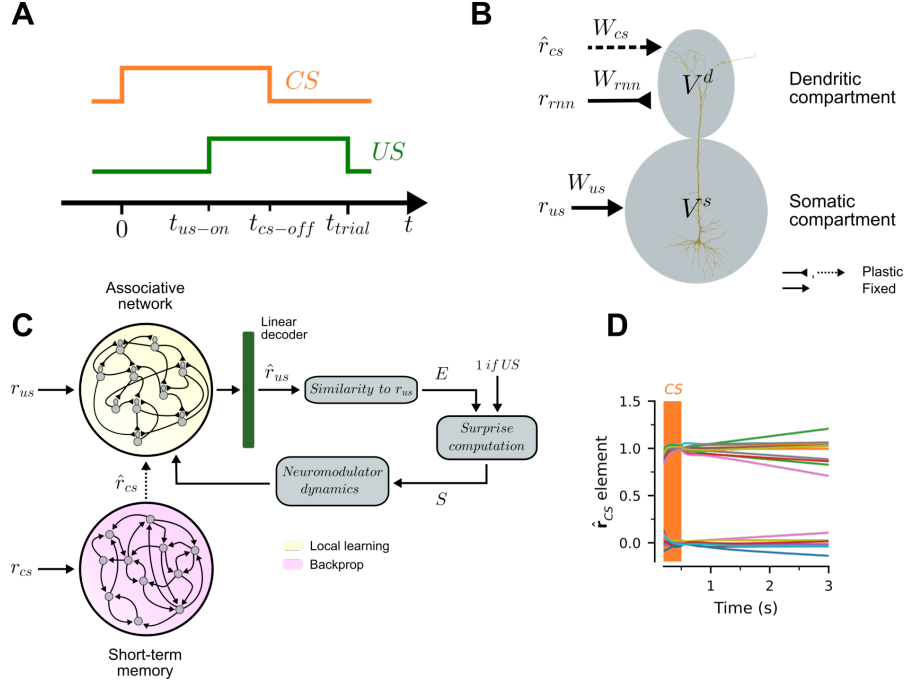 A
CS
US
0
t_{us-on}
t_{cs-off}
t_{trial}
t
B
\hat{r}_{cs}
W_{cs}
V^d
Dendritic
compartment
r_{rnn}
W_{rnn}
r_{us}
W_{us}
V^s
Somatic
compartment
, Plastic
Fixed
C
Associative
network
r_{us}
Linear
decoder
\hat{r}_{us}
Similarity to r_{us}
E
1 if US
Surprise
computation
S
Neuromodulator
dynamics
\hat{r}_{cs}
r_{cs}
Local learning
Backprop
Short-term
memory
D
CS
1.5
1.0
0.5
0.0
\hat{r}_{CS} element
1
2
3
Time (s)